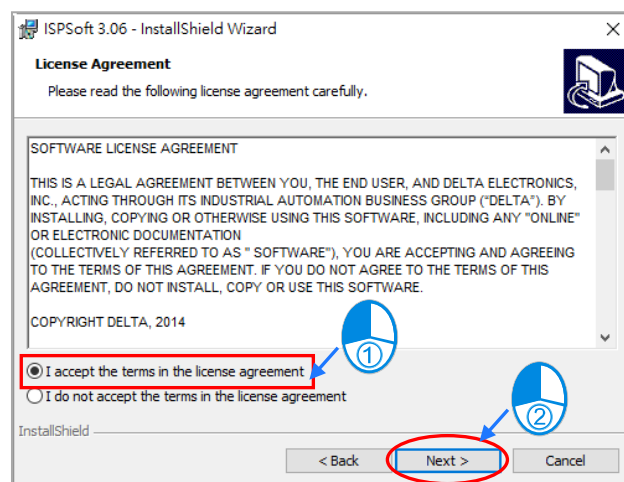 ISPSoft 3.06 - InstallShield Wizard
License Agreement
Please read the following license agreement carefully.
SOFTWARE LICENSE AGREEMENT
THIS IS A LEGAL AGREEMENT BETWEEN YOU, THE END USER, AND DELTA ELECTRONICS,
INC., ACTING THROUGH ITS INDUSTRIAL AUTOMATION BUSINESS GROUP ("DELTA"). BY
INSTALLING, COPYING OR OTHERWISE USING THIS SOFTWARE, INCLUDING ANY "ONLINE"
OR ELECTRONIC DOCUMENTATION
(COLLECTIVELY REFERRED TO AS " SOFTWARE"), YOU ARE ACCEPTING AND AGREEING
TO THE TERMS OF THIS AGREEMENT. IF YOU DO NOT AGREE TO THE TERMS OF THIS
AGREEMENT, DO NOT INSTALL, COPY OR USE THIS SOFTWARE.
COPYRIGHT DELTA, 2014
1
I accept the terms in the license agreement
I do not accept the terms in the license agreement
2
InstallShield
< Back
Next >
Cancel